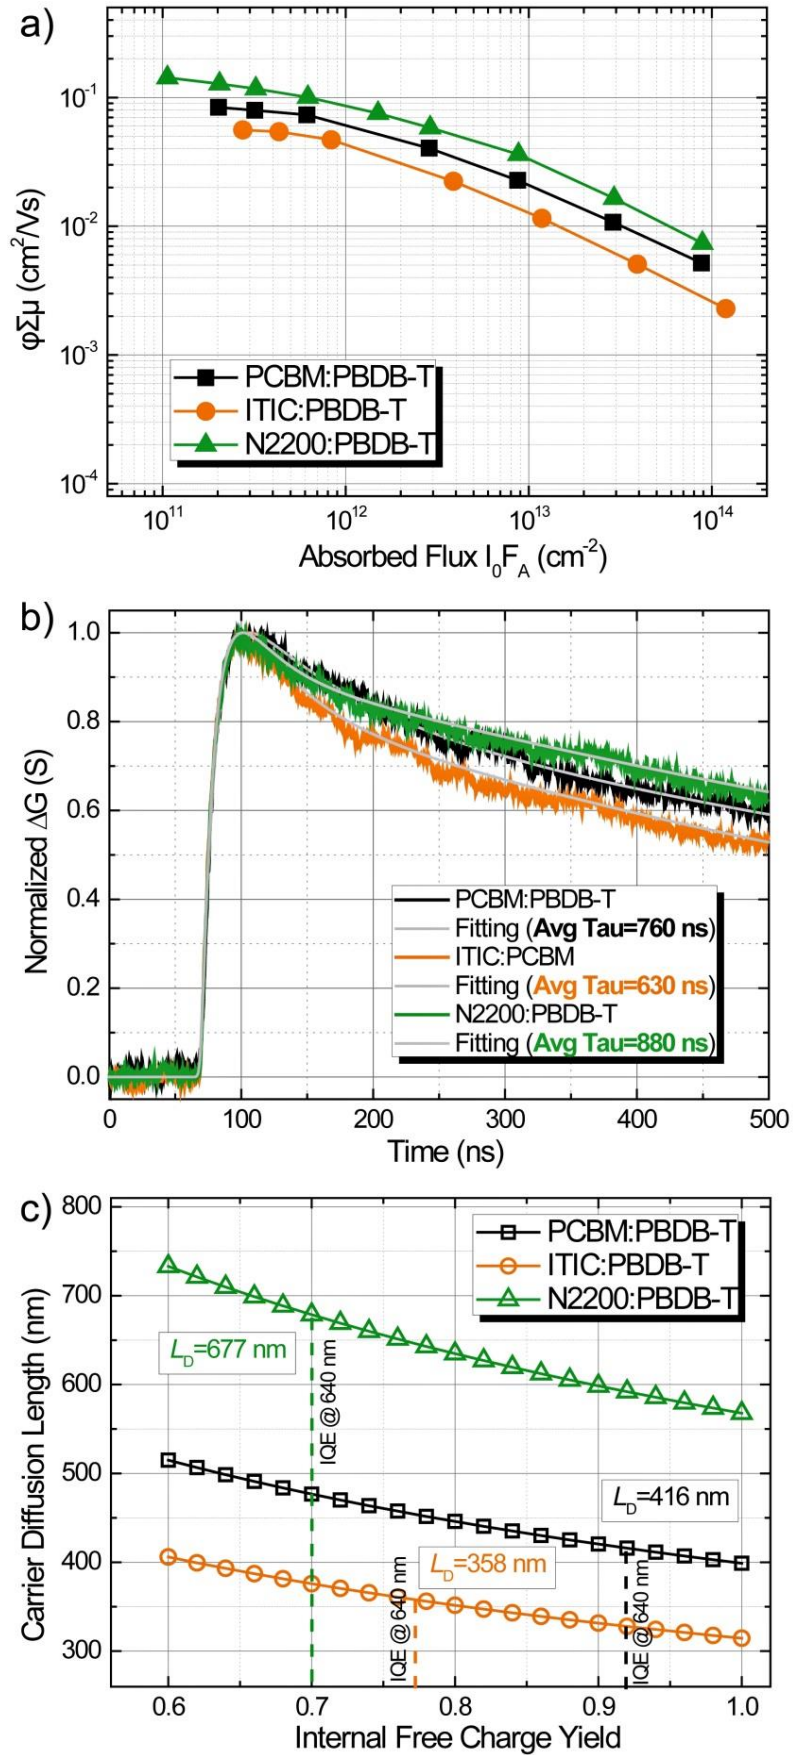 a)
φΣμ (cm²/Vs)
10⁻¹
10⁻²
10⁻³
10⁻⁴
PCBM:PBDB-T
ITIC:PBDB-T
N2200:PBDB-T
10¹¹ 10¹² 10¹³ 10¹⁴
Absorbed Flux I₀F_A (cm⁻²)
b)
Normalized ΔG (S)
1.0
0.8
0.6
0.4
0.2
0.0
PCBM:PBDB-T
Fitting (Avg Tau=760 ns)
ITIC:PCBM
Fitting (Avg Tau=630 ns)
N2200:PBDB-T
Fitting (Avg Tau=880 ns)
0 100 200 300 400 500
Time (ns)
c)
Carrier Diffusion Length (nm)
800
700
600
500
400
300
PCBM:PBDB-T
ITIC:PBDB-T
N2200:PBDB-T
L_D=677 nm
IQE @ 640 nm
L_D=416 nm
L_D=358 nm
IQE @ 640 nm
IQE @ 640 nm
0.6 0.7 0.8 0.9 1.0
Internal Free Charge Yield